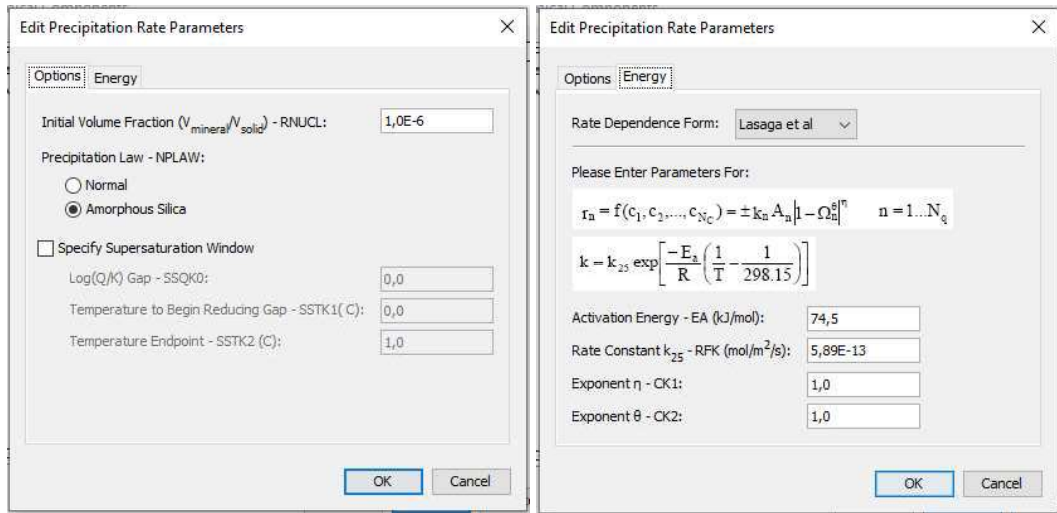 Edit Precipitation Rate Parameters
Options Energy
Initial Volume Fraction (Vmineral/Vsolid) - RNUCL: 1,0E-6
Precipitation Law - NPLAW:
Normal
Amorphous Silica
Specify Supersaturation Window
Log(Q/K) Gap - SSQK0: 0,0
Temperature to Begin Reducing Gap - SSTK1( C): 0,0
Temperature Endpoint - SSTK2 (C): 1,0
OK Cancel
Edit Precipitation Rate Parameters
Options Energy
Rate Dependence Form: Lasaga et al
Please Enter Parameters For:
rₙ = f(c₁, c₂, ..., c_N_C) = ±kₙ Aₙ |1 − Ωₙ^θ|^η n = 1...N_q
k = k₂₅ exp[−Eₐ/R (1/T − 1/298.15)]
Activation Energy - EA (kJ/mol): 74,5
Rate Constant k₂₅ - RFK (mol/m²/s): 5,89E-13
Exponent η - CK1: 1,0
Exponent θ - CK2: 1,0
OK Cancel